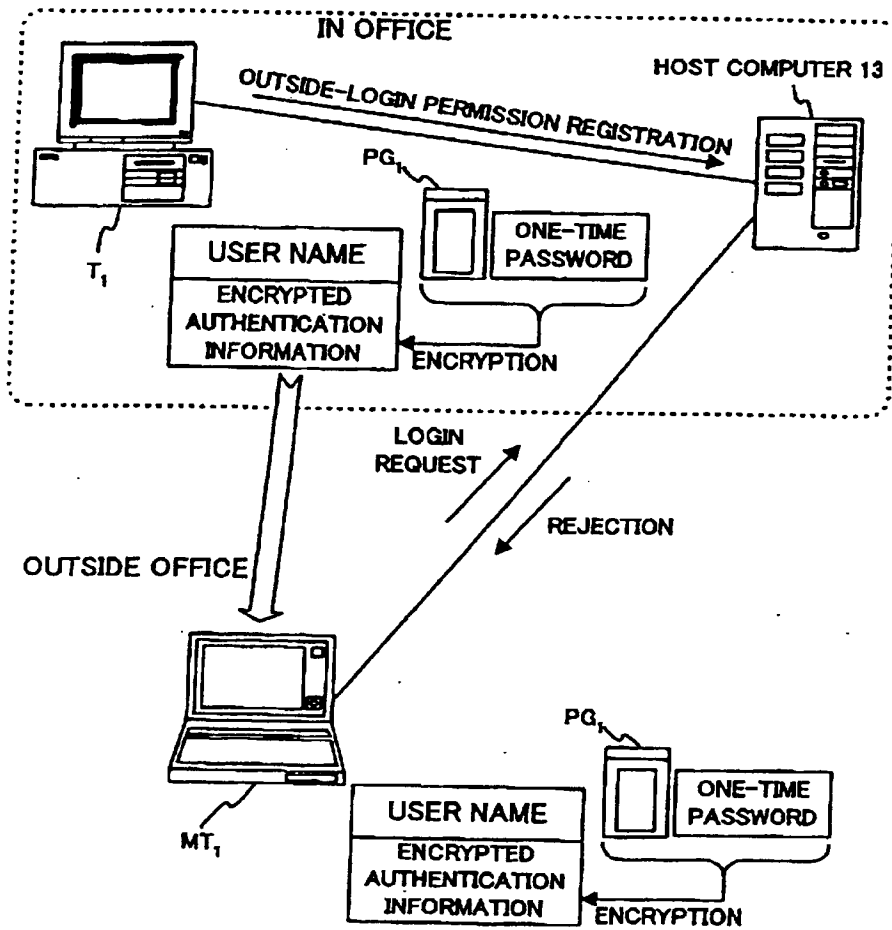 IN OFFICE
HOST COMPUTER 13
OUTSIDE-LOGIN PERMISSION REGISTRATION
PG₁
ONE-TIME
PASSWORD
T₁
USER NAME
ENCRYPTED
AUTHENTICATION
INFORMATION
ENCRYPTION
LOGIN
REQUEST
REJECTION
OUTSIDE OFFICE
MT₁
PG₁
ONE-TIME
PASSWORD
USER NAME
ENCRYPTED
AUTHENTICATION
INFORMATION
ENCRYPTION